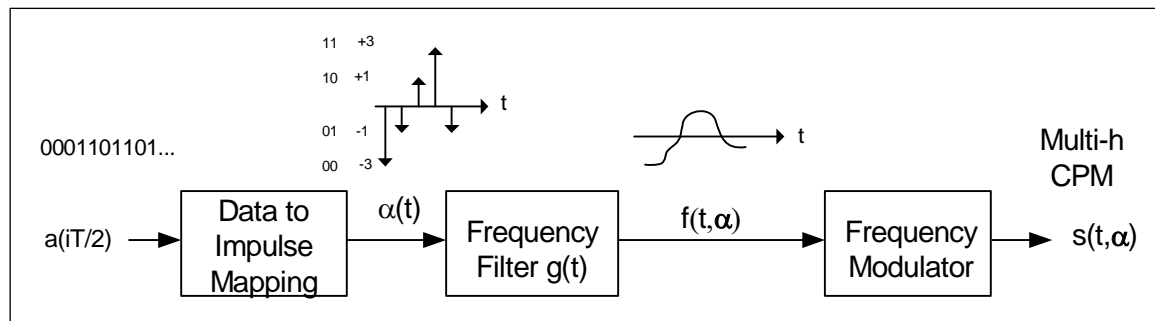 11 +3
10 +1
t
01 -1
00 -3
0001101101...
t
Multi-h
CPM
a(iT/2)
Data to
Impulse
Mapping
α(t)
Frequency
Filter g(t)
f(t,α)
Frequency
Modulator
s(t,α)